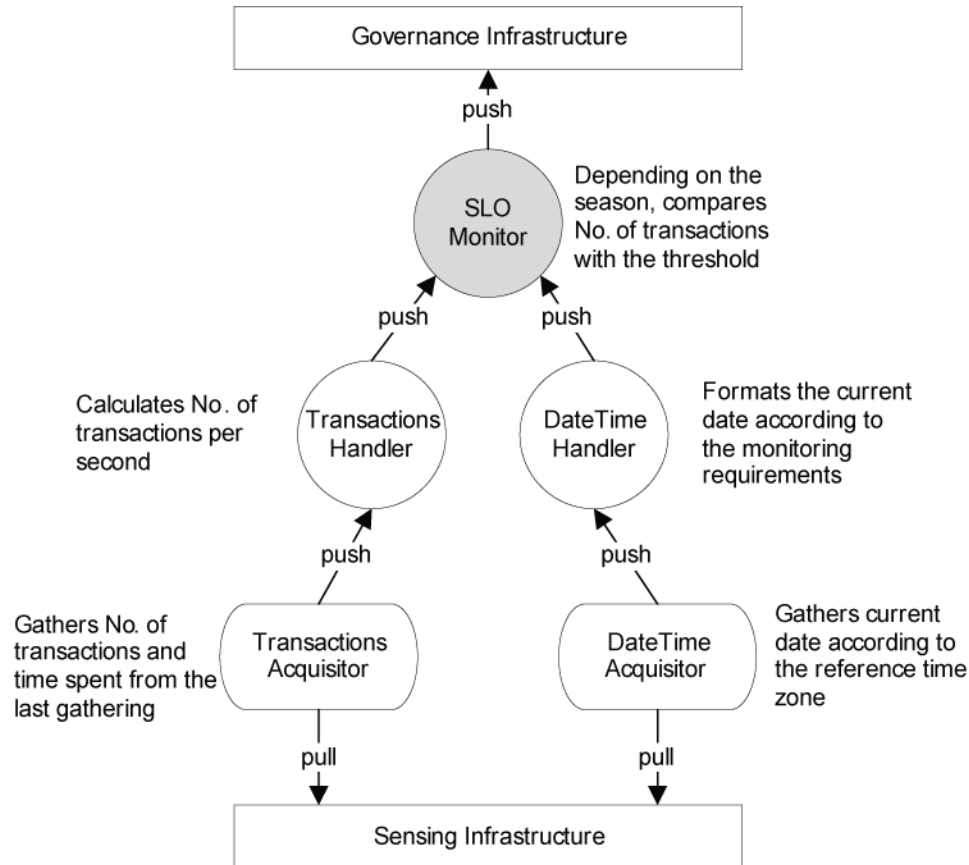 Governance Infrastructure
push
SLO
Monitor
Depending on the
season, compares
No. of transactions
with the threshold
push
push
Calculates No. of
transactions per
second
Transactions
Handler
DateTime
Handler
Formats the current
date according to
the monitoring
requirements
push
push
Gathers No. of
transactions and
time spent from the
last gathering
Transactions
Acquisitor
DateTime
Acquisitor
Gathers current
date according to
the reference time
zone
pull
pull
Sensing Infrastructure